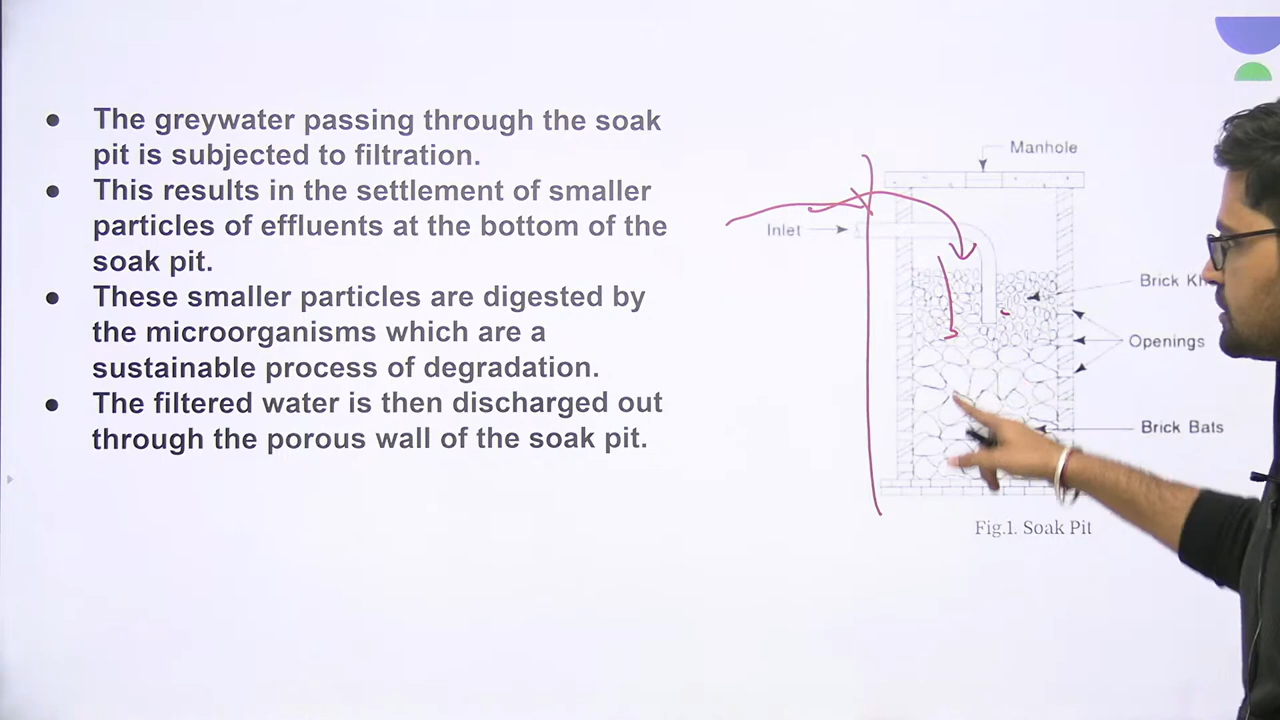 ● The greywater passing through the soak
pit is subjected to filtration.
● This results in the settlement of smaller
particles of effluents at the bottom of the
soak pit.
● These smaller particles are digested by
the microorganisms which are a
sustainable process of degradation.
● The filtered water is then discharged out
through the porous wall of the soak pit.
Manhole
Inlet
Brick
Openings
Brick Bats
Fig.1. Soak Pit